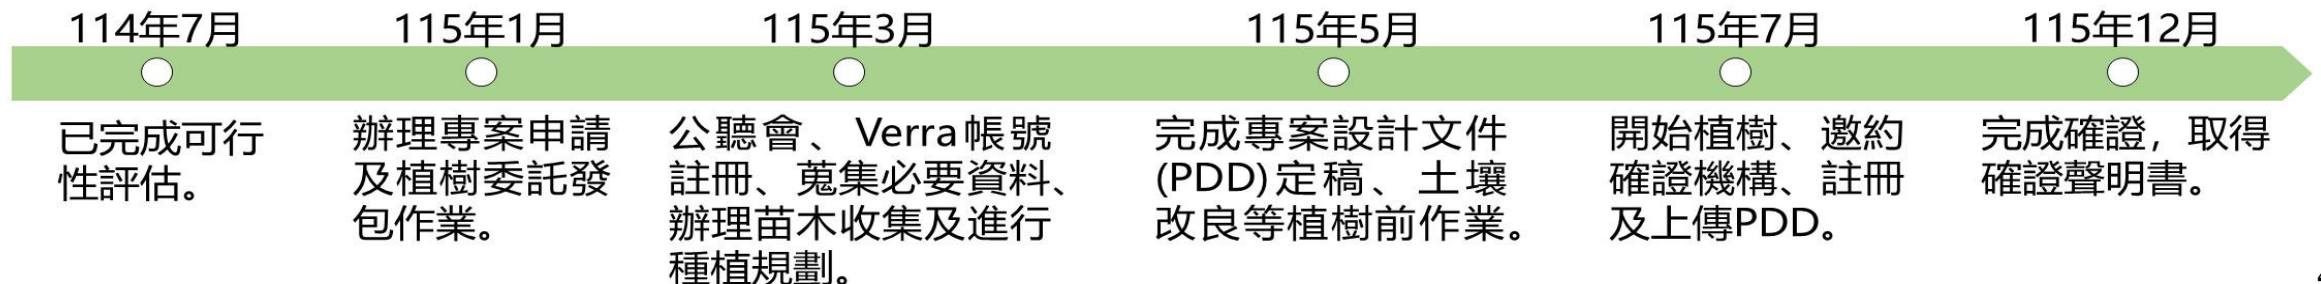 114年7月
已完成可行
性評估。
115年1月
辦理專案申請
及植樹委託發
包作業。
115年3月
公聽會、Verra帳號
註冊、蒐集必要資料、
辦理苗木收集及進行
種植規劃。
115年5月
完成專案設計文件
(PDD)定稿、土壤
改良等植樹前作業。
115年7月
開始植樹、邀約
確證機構、註冊
及上傳PDD。
115年12月
完成確證，取得
確證聲明書。